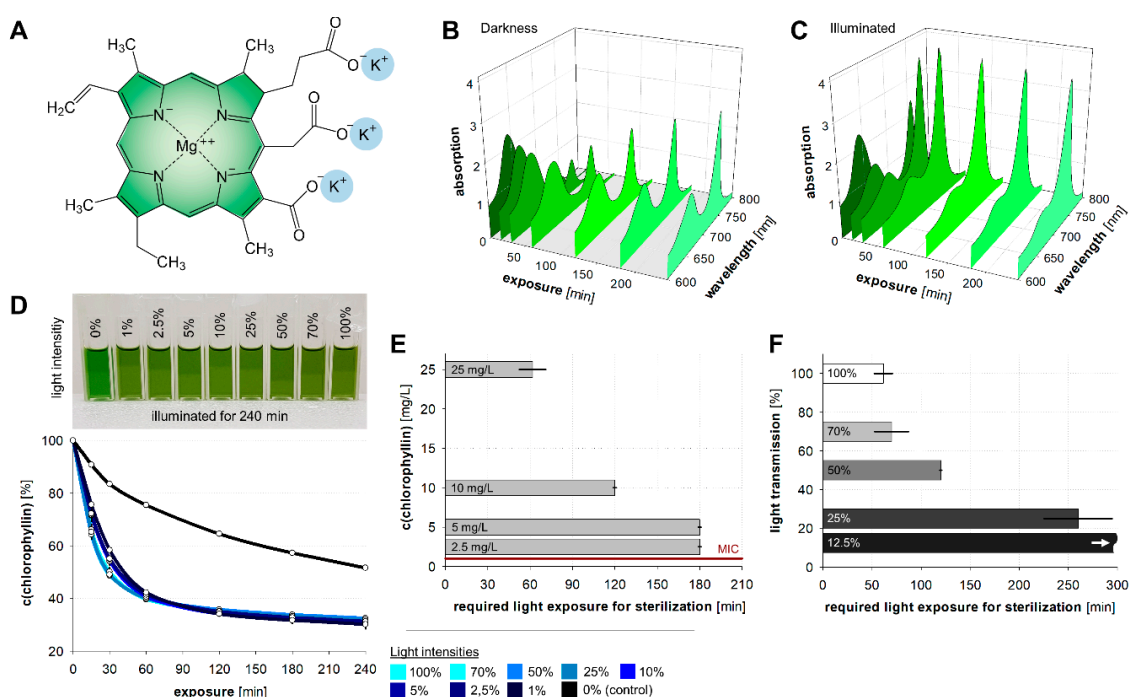 A
H₃C
CH₃
O
O⁻ K⁺
H₂C
N⁻
N
Mg⁺⁺
O
O⁻ K⁺
N
N⁻
O⁻ K⁺
O
H₃C
CH₃
CH₃
B Darkness
4
3
2
1
0
absorption
50
100
150
200
exposure [min]
600
650
700
750
800
wavelength [nm]
C Illuminated
4
3
2
1
0
absorption
50
100
150
200
exposure [min]
600
650
700
750
800
wavelength [nm]
D
light intensitiy
0% 1% 2.5% 5% 10% 25% 50% 70% 100%
illuminated for 240 min
100
80
60
40
20
0
c(chlorophyllin) [%]
0 30 60 90 120 150 180 210 240
exposure [min]
E
25
20
15
10
5
0
c(chlorophyllin) [mg/L]
25 mg/L
10 mg/L
5 mg/L
2.5 mg/L
MIC
0 30 60 90 120 150 180 210
required light exposure for sterilization [min]
F
100
80
60
40
20
0
light transmission [%]
100%
70%
50%
25%
12.5%
0 50 100 150 200 250 300
required light exposure for sterilization [min]
Light intensities
100% 70% 50% 25% 10%
5% 2,5% 1% 0% (control)